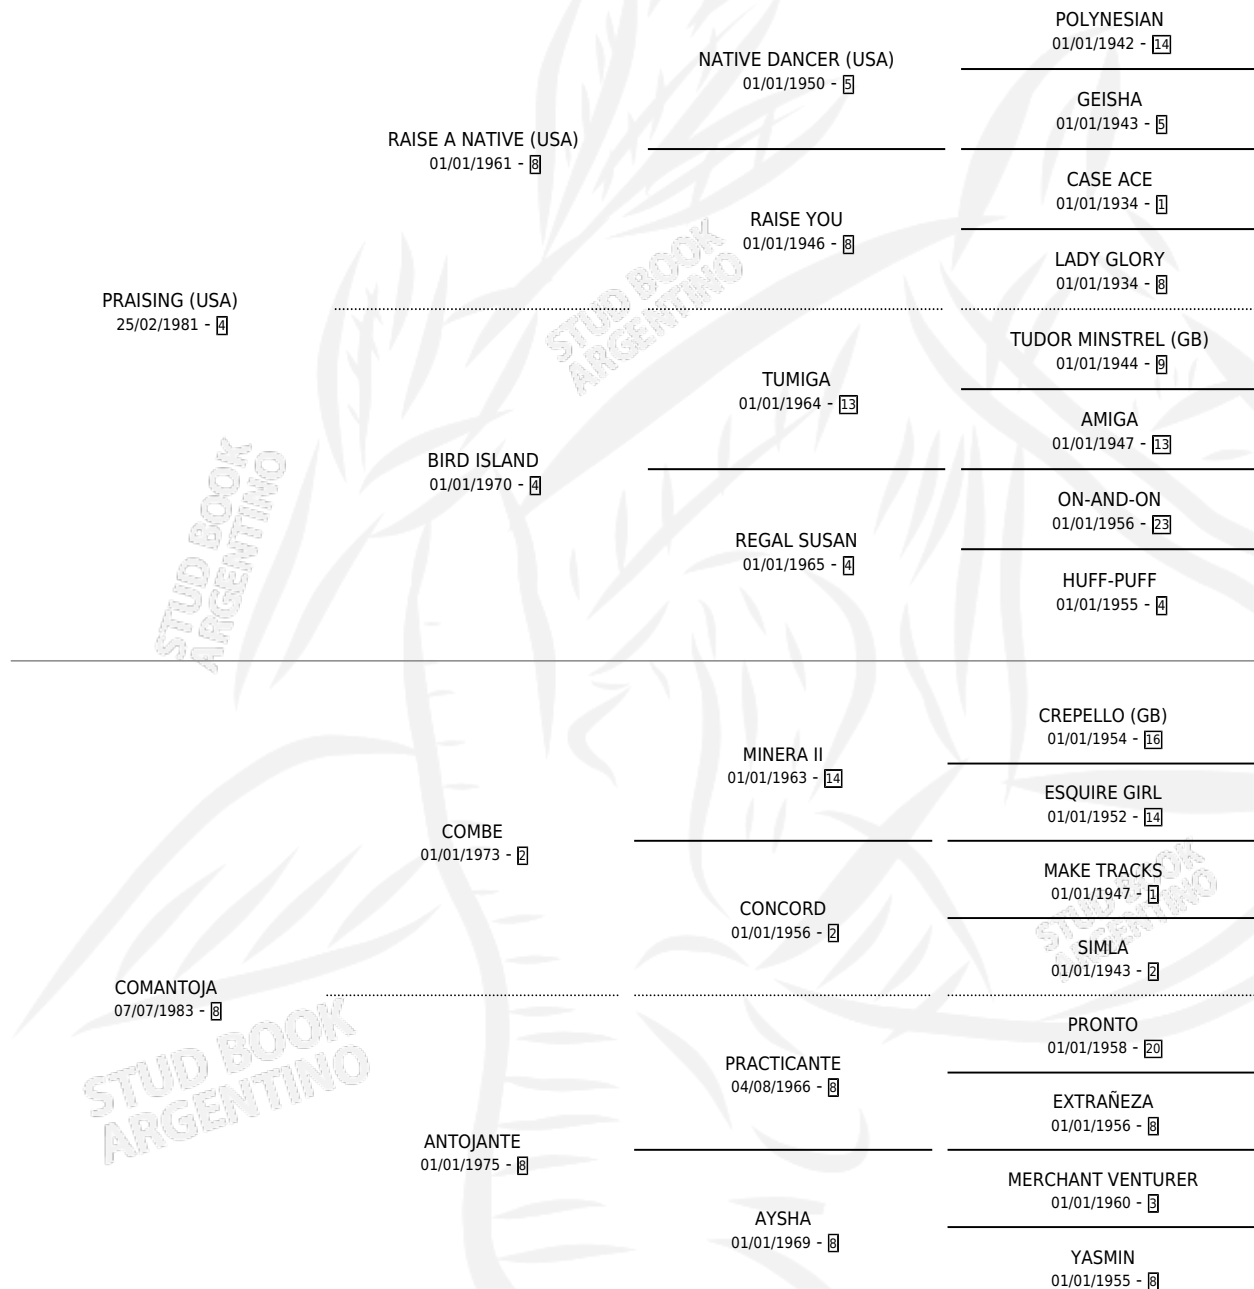 POLYNESIAN
01/01/1942 - 14
NATIVE DANCER (USA)
01/01/1950 - 5
GEISHA
01/01/1943 - 5
RAISE A NATIVE (USA)
01/01/1961 - 8
CASE ACE
01/01/1934 - 1
RAISE YOU
01/01/1946 - 8
LADY GLORY
01/01/1934 - 8
PRAISING (USA)
25/02/1981 - 4
TUDOR MINSTREL (GB)
01/01/1944 - 9
TUMIGA
01/01/1964 - 13
AMIGA
01/01/1947 - 13
BIRD ISLAND
01/01/1970 - 4
ON-AND-ON
01/01/1956 - 23
REGAL SUSAN
01/01/1965 - 4
HUFF-PUFF
01/01/1955 - 4
CREPELLO (GB)
01/01/1954 - 16
MINERA II
01/01/1963 - 14
ESQUIRE GIRL
01/01/1952 - 14
COMBE
01/01/1973 - 2
MAKE TRACKS
01/01/1947 - 1
CONCORD
01/01/1956 - 2
SIMLA
01/01/1943 - 2
COMANTOJA
07/07/1983 - 8
PRONTO
01/01/1958 - 20
PRACTICANTE
04/08/1966 - 8
EXTRAÑEZA
01/01/1956 - 8
ANTOJANTE
01/01/1975 - 8
MERCHANT VENTURER
01/01/1960 - 3
AYSHA
01/01/1969 - 8
YASMIN
01/01/1955 - 8
STUD BOOK
ARGENTINO
STUD BOOK
ARGENTINO
STUD BOOK
ARGENTINO
STUD BOOK
ARGENTINO